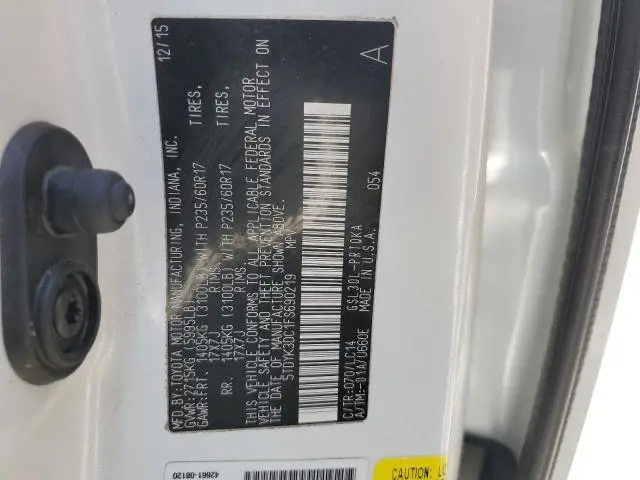 MFD.BY:TOYOTA MOTOR MANUFACTURING, INDIANA, INC. 12/15
GVWR:2715KG(5995LB)
GAWR:FRT. 1405KG (3100LB) WITH P235/60R17 TIRES,
17X7J RIMS,
RR. 1405KG (3100LB) WITH P235/60R17 TIRES,
17X7J RIMS,
THIS VEHICLE CONFORMS TO ALL APPLICABLE FEDERAL MOTOR
VEHICLE SAFETY AND THEFT PREVENTION STANDARDS IN EFFECT ON
THE DATE OF MANUFACTURE SHOWN ABOVE.
5TDYK3DC1FS690219 MPV
A
C/TR:070/LC14 GSL30L-PRTDKA 054
A/TM:-01A/U660E MADE IN U.S.A.
42661-08120
CAUTION: